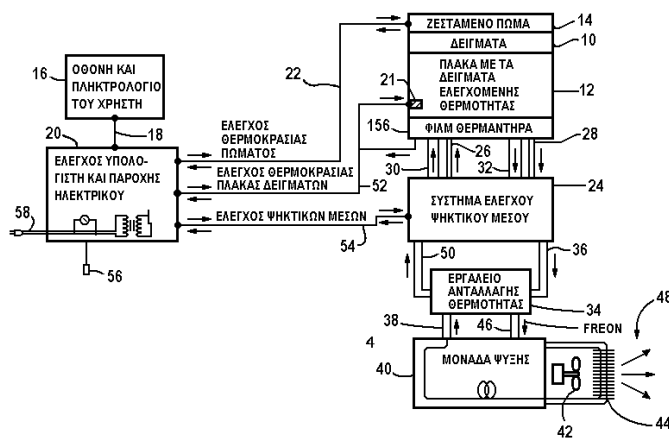 ΖΕΣΤΑΜΕΝΟ ΠΩΜΑ
14
ΔΕΙΓΜΑΤΑ
10
16
ΟΘΟΝΗ ΚΑΙ
ΠΛΗΚΤΡΟΛΟΓΙΟ
ΤΟΥ ΧΡΗΣΤΗ
22
21
ΠΛΑΚΑ ΜΕ ΤΑ
ΔΕΙΓΜΑΤΑ
ΕΛΕΓΧΟΜΕΝΗΣ
ΘΕΡΜΟΤΗΤΑΣ
12
20
18
156
ΦΙΛΜ ΘΕΡΜΑΝΤΗΡΑ
28
ΕΛΕΓΧΟΣ
ΘΕΡΜΟΚΡΑΣΙΑΣ
ΠΩΜΑΤΟΣ
26
30
32
ΕΛΕΓΧΟΣ ΥΠΟΛΟ-
ΓΙΣΤΗ ΚΑΙ ΠΑΡΟΧΗΣ
ΗΛΕΚΤΡΙΚΟΥ
ΕΛΕΓΧΟΣ ΘΕΡΜΟΚΡΑΣΙΑΣ
ΠΛΑΚΑΣ ΔΕΙΓΜΑΤΩΝ
52
24
ΣΥΣΤΗΜΑ ΕΛΕΓΧΟΥ
ΨΗΚΤΙΚΟΥ ΜΕΣΟΥ
58
ΕΛΕΓΧΟΣ ΨΗΚΤΙΚΩΝ ΜΕΣΩΝ
54
56
50
36
ΕΡΓΑΛΕΙΟ
ΑΝΤΑΛΛΑΓΗΣ
ΘΕΡΜΟΤΗΤΑΣ
34
48
38
46
FREON
4
40
ΜΟΝΑΔΑ ΨΥΞΗΣ
42
44